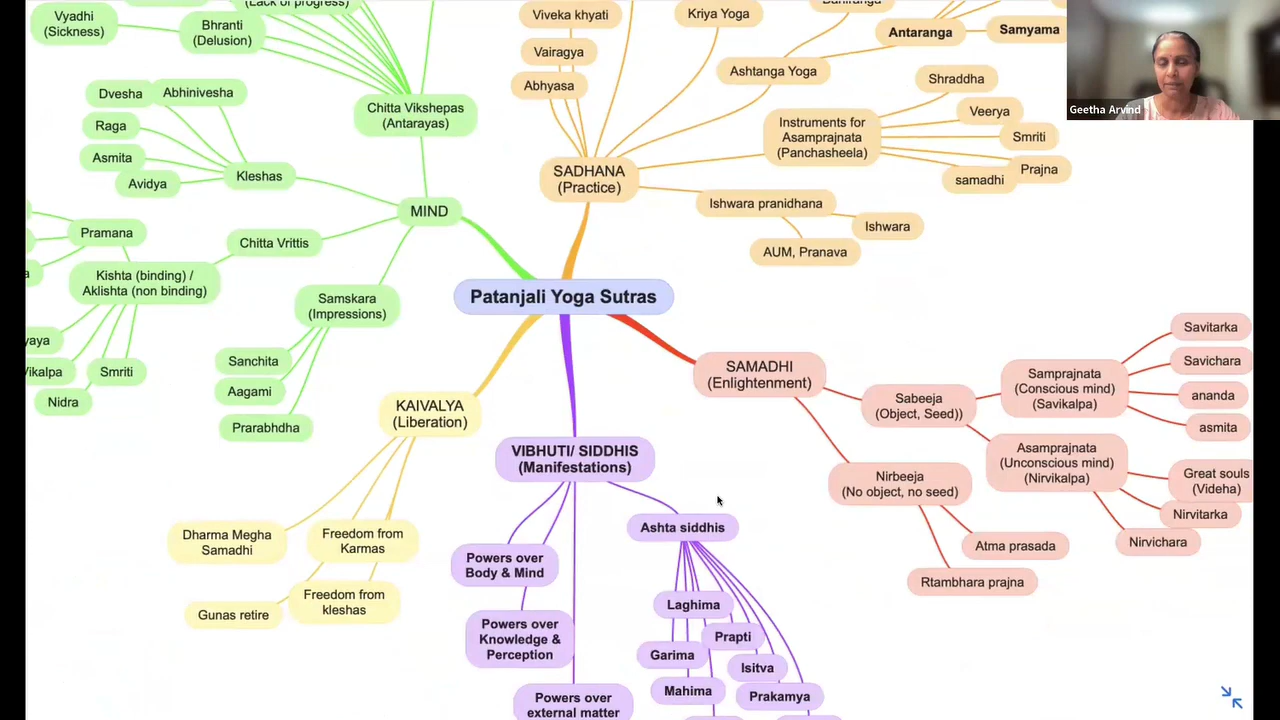 (Lack of progress)
Vyadhi
(Sickness)
Bhranti
(Delusion)
Chitta Vikshepas
(Antarayas)
Dvesha
Abhinivesha
Raga
Asmita
Avidya
Kleshas
MIND
Pramana
Chitta Vrittis
Kishta (binding) /
Aklishta (non binding)
Samskara
(Impressions)
Smriti
Nidra
Vikalpa
Sanchita
Aagami
Prarabhdha
Viveka khyati
Vairagya
Abhyasa
Kriya Yoga
Ashtanga Yoga
Antaranga
Samyama
SADHANA
(Practice)
Instruments for
Asamprajnata
(Panchasheela)
Shraddha
Veerya
Smriti
Prajna
samadhi
Ishwara pranidhana
Ishwara
AUM, Pranava
Geetha Arvind
Patanjali Yoga Sutras
KAIVALYA
(Liberation)
Dharma Megha
Samadhi
Freedom from
Karmas
Gunas retire
Freedom from
kleshas
VIBHUTI/ SIDDHIS
(Manifestations)
Powers over
Body & Mind
Powers over
Knowledge &
Perception
Powers over
external matter
Ashta siddhis
Laghima
Prapti
Garima
Isitva
Mahima
Prakamya
SAMADHI
(Enlightenment)
Sabeeja
(Object, Seed))
Samprajnata
(Conscious mind)
(Savikalpa)
Savitarka
Savichara
ananda
asmita
Asamprajnata
(Unconscious mind)
(Nirvikalpa)
Great souls
(Videha)
Nirvitarka
Nirvichara
Nirbeeja
(No object, no seed)
Atma prasada
Rtambhara prajna